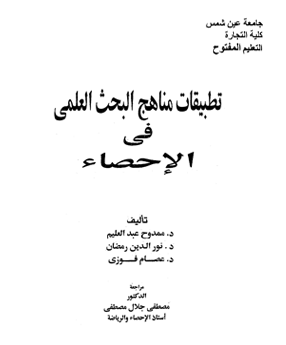 جامعة عين شمس
كلية التجارة
التعليم المفتوح
تطبيقات مناهج البحث العلمى
فى
الإحصاء
تأليف
د. ممدوح عبد العليم
د. نور الدين رمضان
د. عصام فوزى
مراجعة
الدكتور
مصطفى جلال مصطفى
أستاذ الإحصاء والرياضة